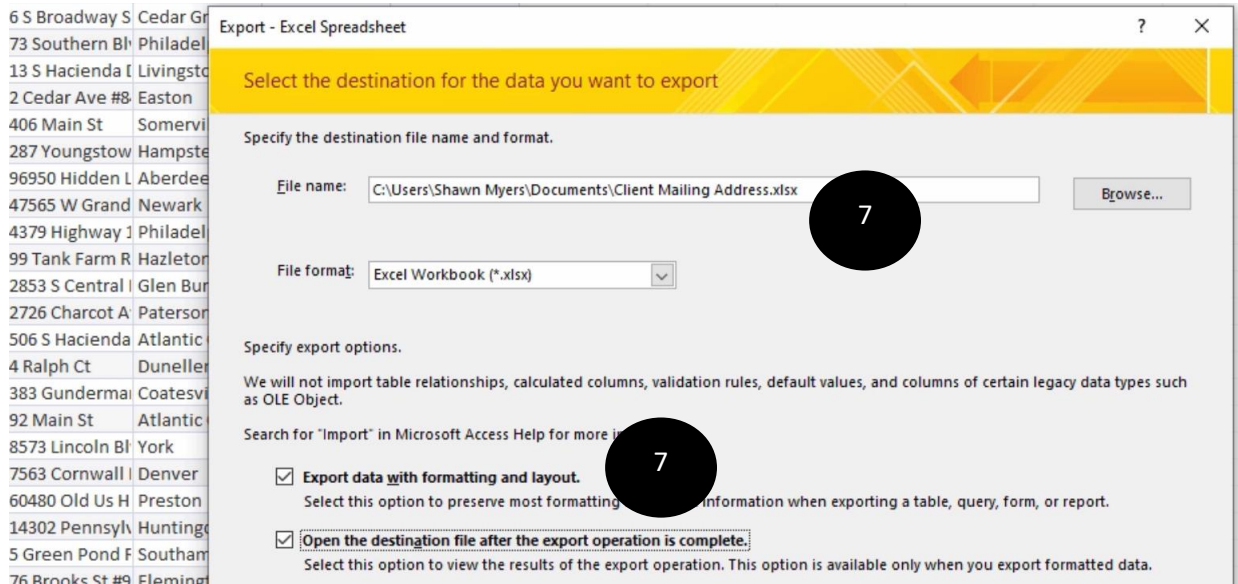 6 S Broadway S Cedar Gr
73 Southern Bl Philadel
13 S Hacienda Livingsto
2 Cedar Ave #8 Easton
406 Main St Somervi
287 Youngstow Hampste
96950 Hidden L Aberdee
47565 W Grand Newark
4379 Highway 1 Philadel
99 Tank Farm R Hazleton
2853 S Central Glen Bur
2726 Charcot A Paterson
506 S Hacienda Atlantic
4 Ralph Ct Duneller
383 Gunderman Coatesvi
92 Main St Atlantic
8573 Lincoln Bl York
7563 Cornwall Denver
60480 Old Us H Preston
14302 Pennsylv Huntingd
5 Green Pond Southam
76 Brooks St #9 Flemingt
Export - Excel Spreadsheet ? ×
Select the destination for the data you want to export
Specify the destination file name and format.
File name: C:\Users\Shawn Myers\Documents\Client Mailing Address.xlsx Browse...
7
File format: Excel Workbook (*.xlsx)
Specify export options.
We will not import table relationships, calculated columns, validation rules, default values, and columns of certain legacy data types such
as OLE Object.
Search for "Import" in Microsoft Access Help for more
7
Export data with formatting and layout.
Select this option to preserve most formatting information when exporting a table, query, form, or report.
Open the destination file after the export operation is complete.
Select this option to view the results of the export operation. This option is available only when you export formatted data.